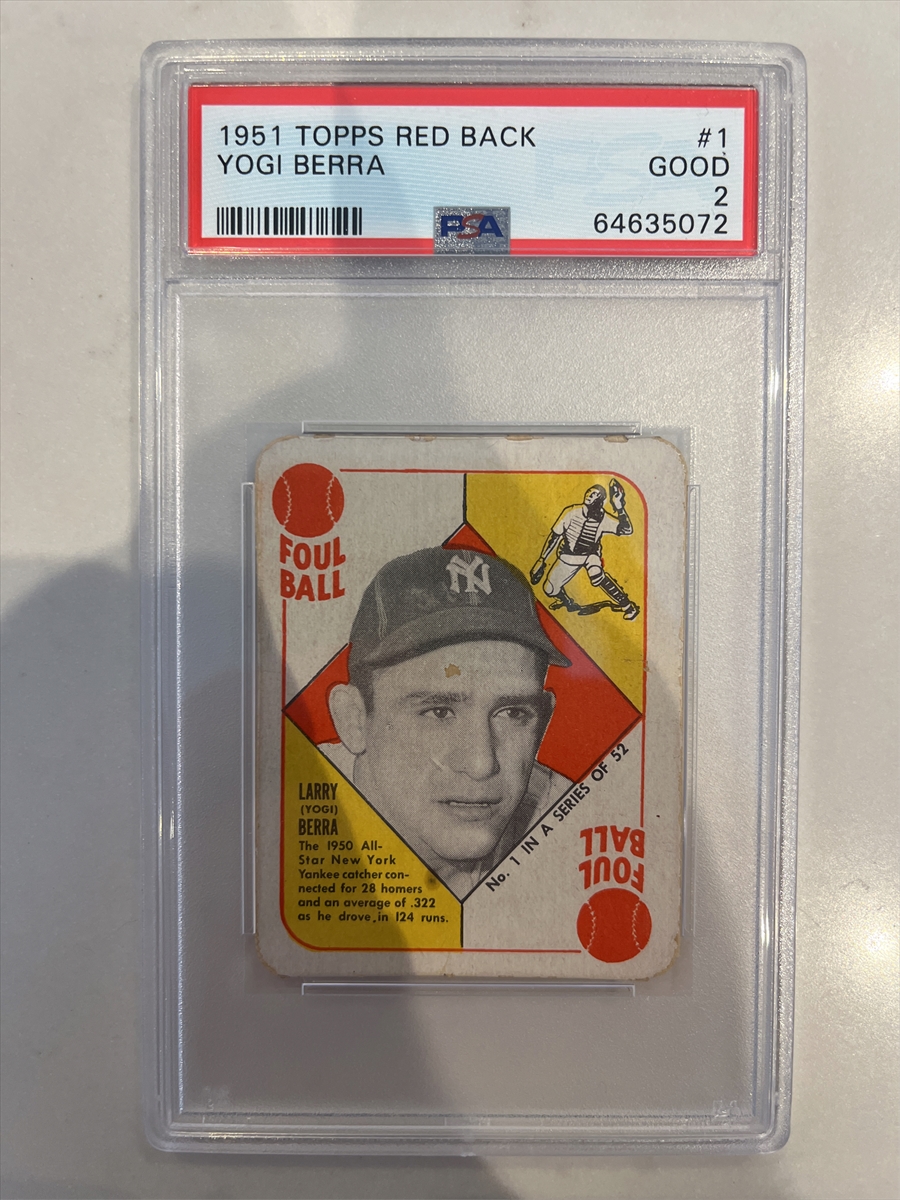 1951 TOPPS RED BACK #1
YOGI BERRA GOOD
2
PSA 64635072
FOUL
BALL
NY
LARRY
(YOGI)
BERRA
The 1950 All-
Star New York
Yankee catcher con-
nected for 28 homers
and an average of .322
as he drove in 124 runs.
No. 1 IN A SERIES OF 52
FOUL
BALL